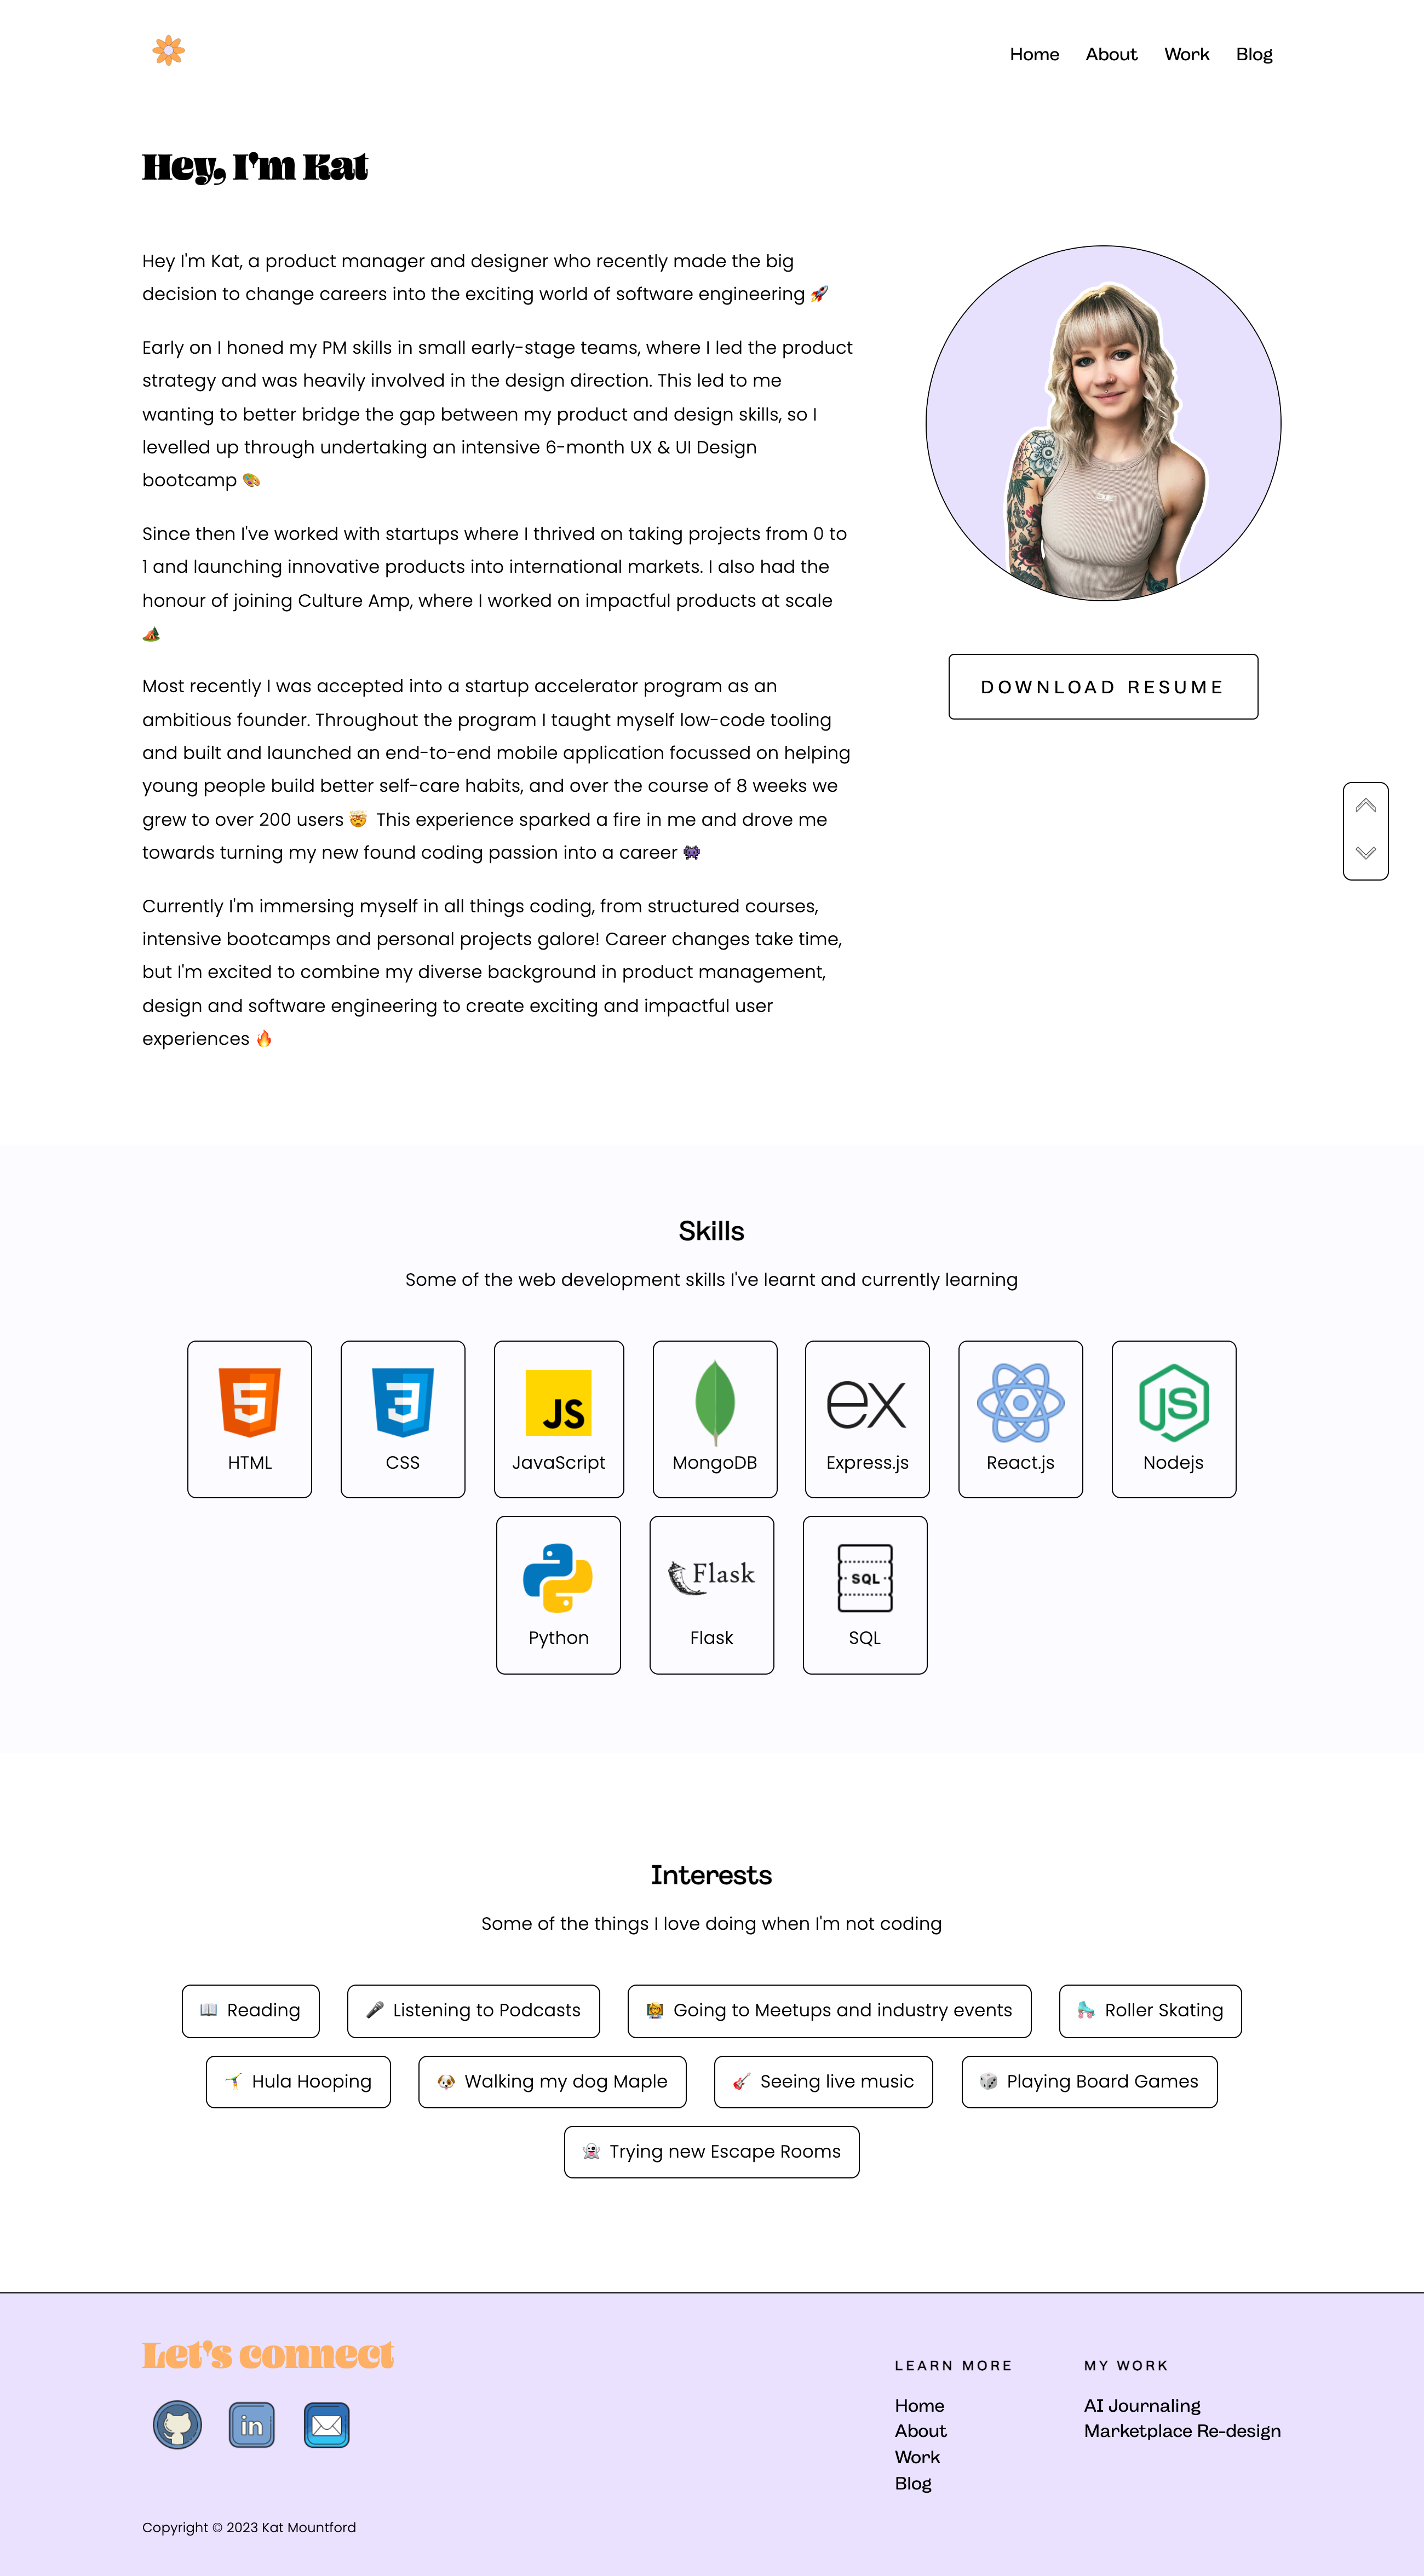 Home About Work Blog
Hey, I'm Kat
Hey I'm Kat, a product manager and designer who recently made the big
decision to change careers into the exciting world of software engineering 🚀
Early on I honed my PM skills in small early-stage teams, where I led the product
strategy and was heavily involved in the design direction. This led to me
wanting to better bridge the gap between my product and design skills, so I
levelled up through undertaking an intensive 6-month UX & UI Design
bootcamp 🎨
Since then I've worked with startups where I thrived on taking projects from 0 to
1 and launching innovative products into international markets. I also had the
honour of joining Culture Amp, where I worked on impactful products at scale
🏕️
Most recently I was accepted into a startup accelerator program as an
ambitious founder. Throughout the program I taught myself low-code tooling
and built and launched an end-to-end mobile application focussed on helping
young people build better self-care habits, and over the course of 8 weeks we
grew to over 200 users 🤯 This experience sparked a fire in me and drove me
towards turning my new found coding passion into a career 👾
Currently I'm immersing myself in all things coding, from structured courses,
intensive bootcamps and personal projects galore! Career changes take time,
but I'm excited to combine my diverse background in product management,
design and software engineering to create exciting and impactful user
experiences 🔥
DOWNLOAD RESUME
Skills
Some of the web development skills I've learnt and currently learning
5 3 JS ex JS
HTML CSS JavaScript MongoDB Express.js React.js Nodejs
Flask SQL
Python Flask SQL
Interests
Some of the things I love doing when I'm not coding
📖 Reading 🎤 Listening to Podcasts 👩‍🏫 Going to Meetups and industry events 🛼 Roller Skating
🤸 Hula Hooping 🐶 Walking my dog Maple 🎸 Seeing live music 🎲 Playing Board Games
👻 Trying new Escape Rooms
Let's connect
in
LEARN MORE
Home
About
Work
Blog
MY WORK
AI Journaling
Marketplace Re-design
Copyright © 2023 Kat Mountford